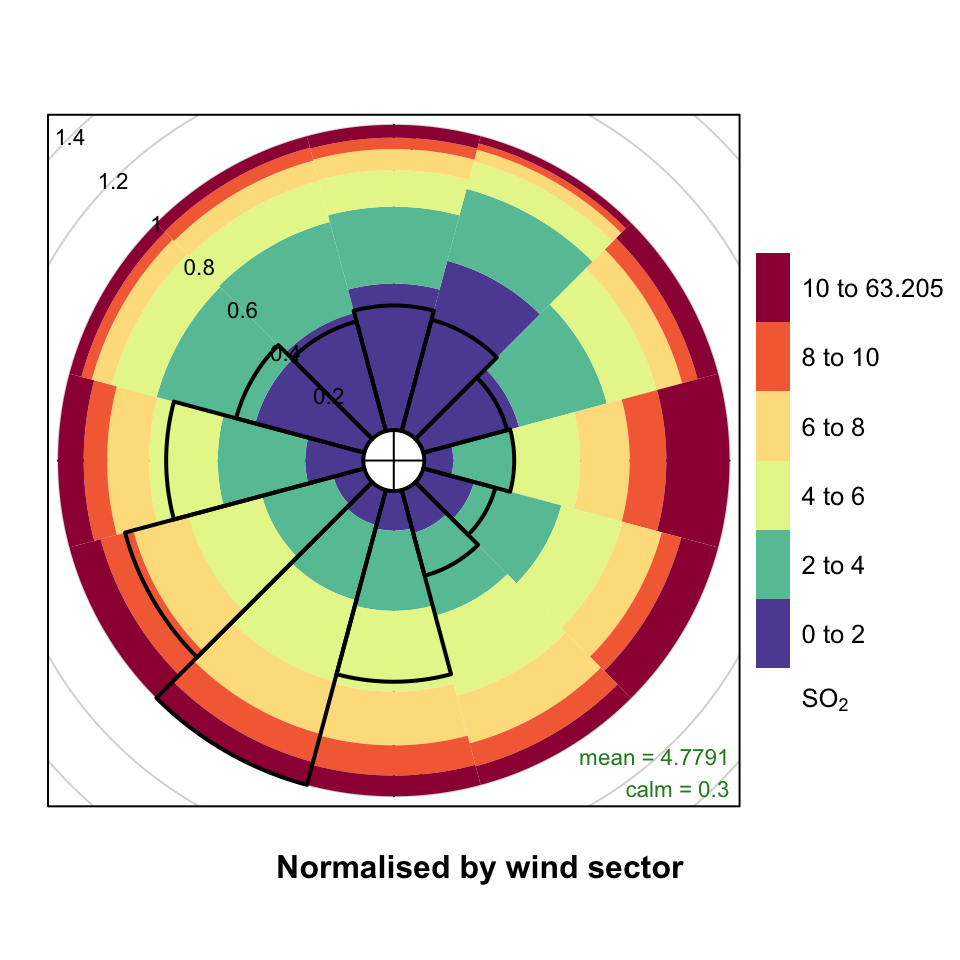 1.4
1.2
1
0.8
0.6
0.4
0.2
10 to 63.205
8 to 10
6 to 8
4 to 6
2 to 4
0 to 2
SO₂
mean = 4.7791
calm = 0.3
Normalised by wind sector